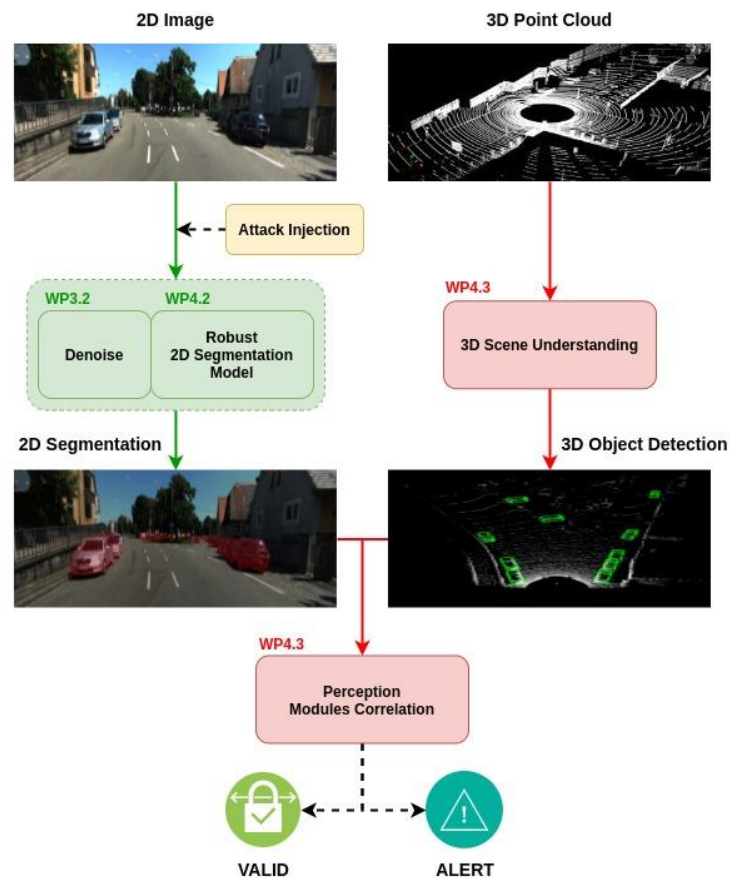 2D Image
3D Point Cloud
Attack Injection
WP3.2
WP4.2
WP4.3
Denoise
Robust
2D Segmentation
Model
3D Scene Understanding
2D Segmentation
3D Object Detection
WP4.3
Perception
Modules Correlation
VALID
ALERT